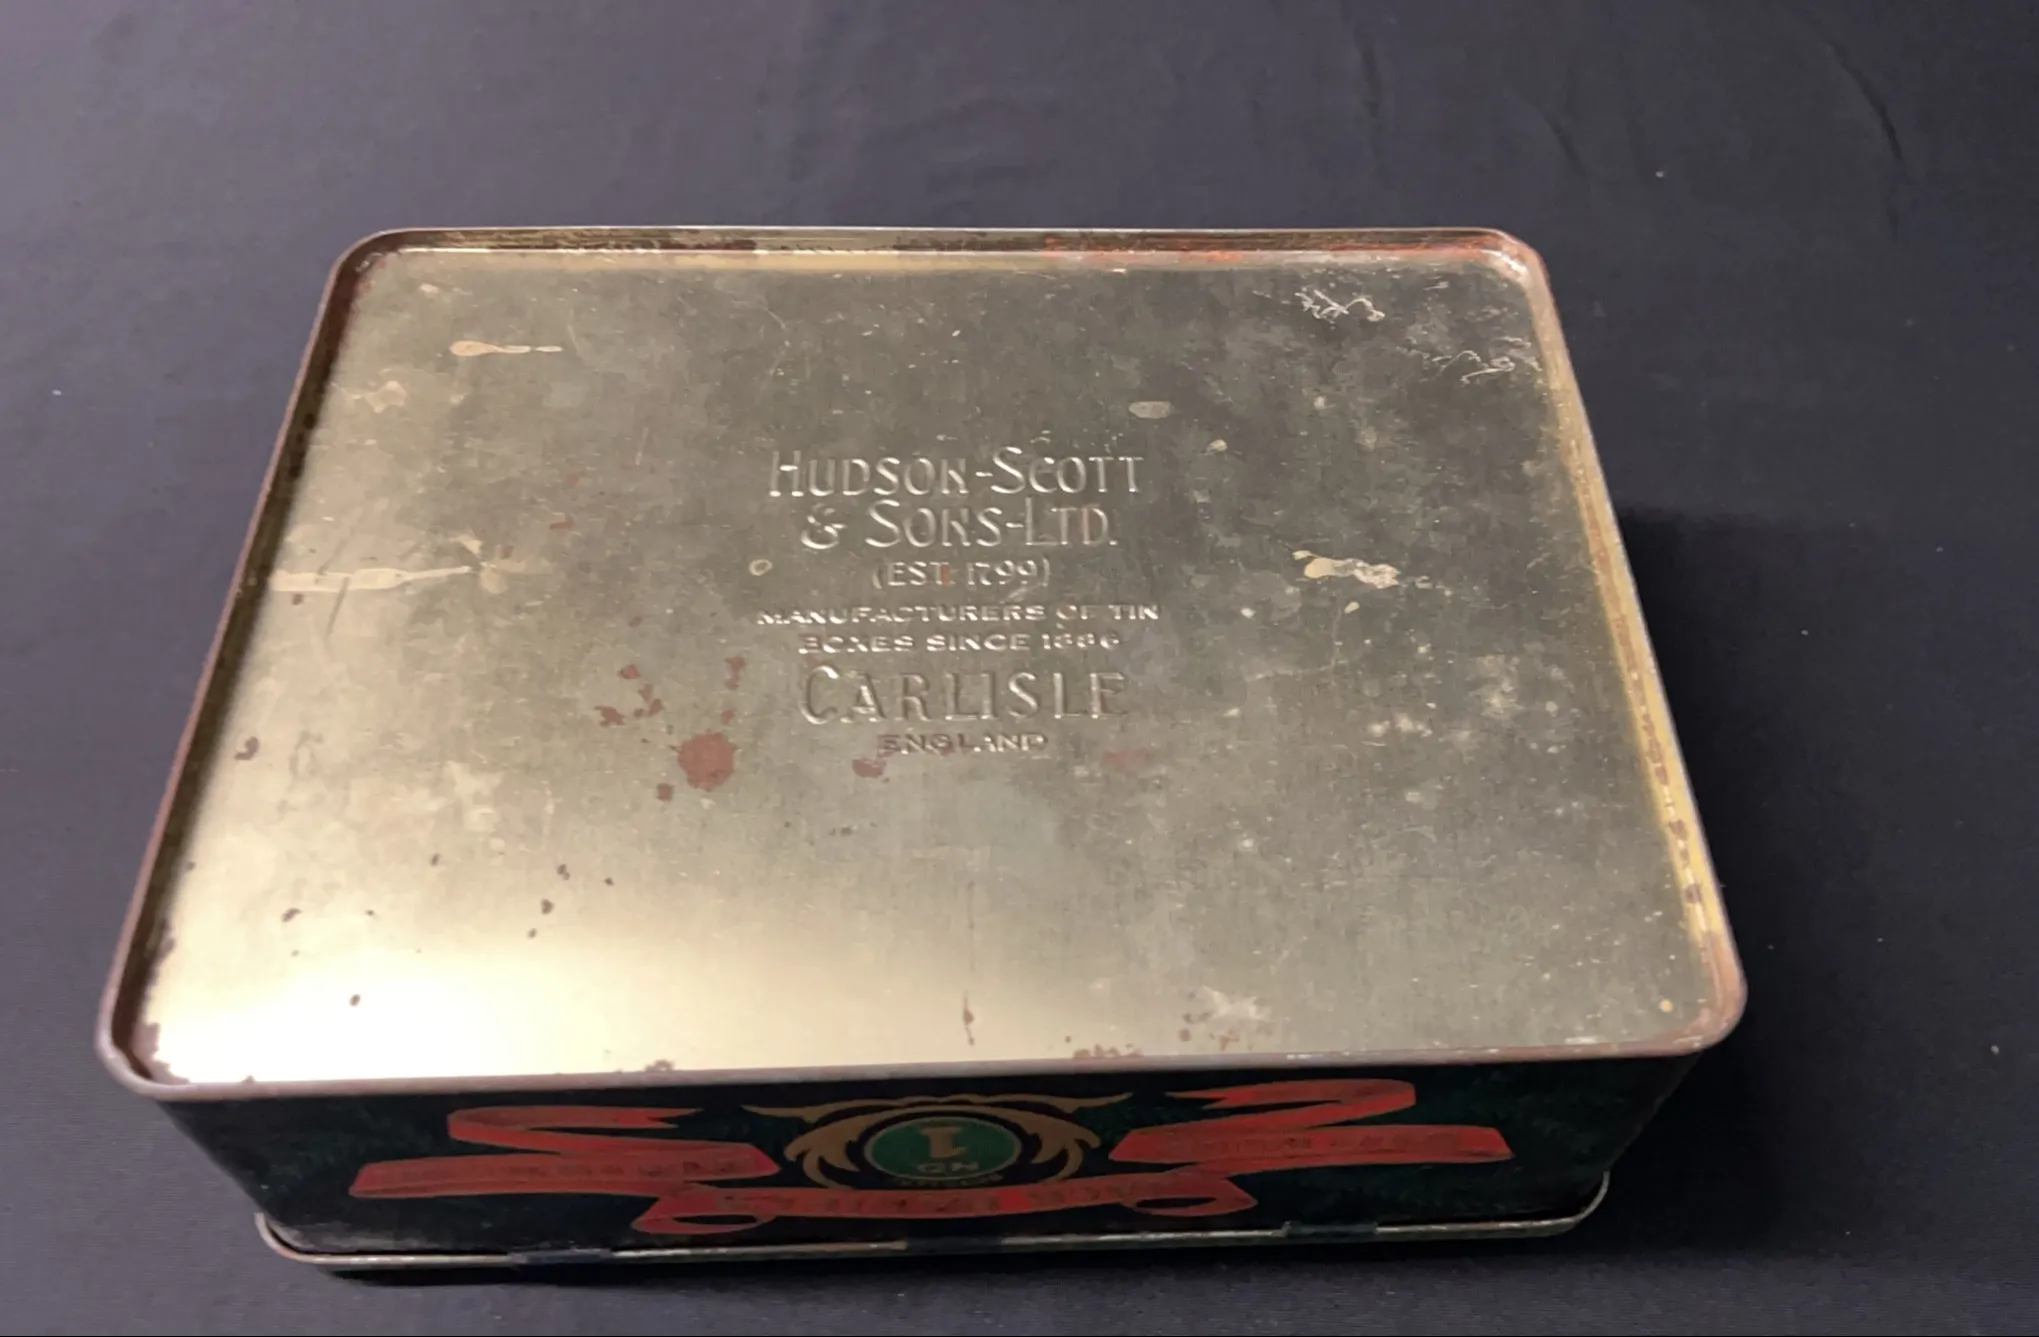 HUDSON-SCOTT
& SONS-LTD.
(EST. 1799)
MANUFACTURERS OF TIN
BOXES SINCE 1886
CARLISLE
ENGLAND